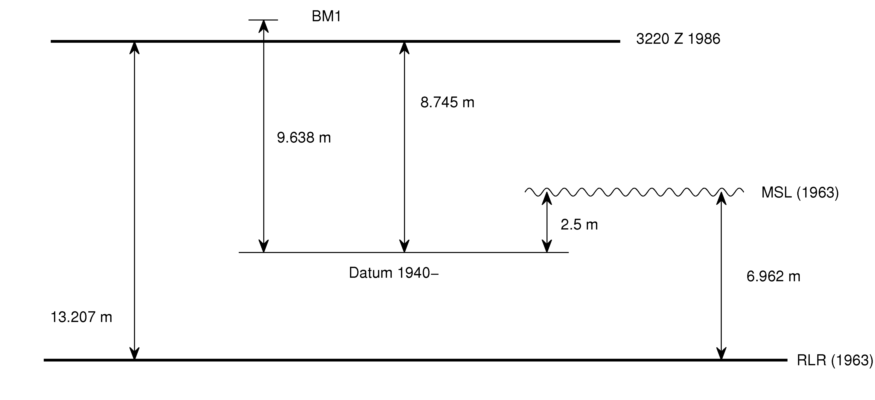 BM1
3220 Z 1986
8.745 m
9.638 m
MSL (1963)
2.5 m
Datum 1940–
6.962 m
13.207 m
RLR (1963)